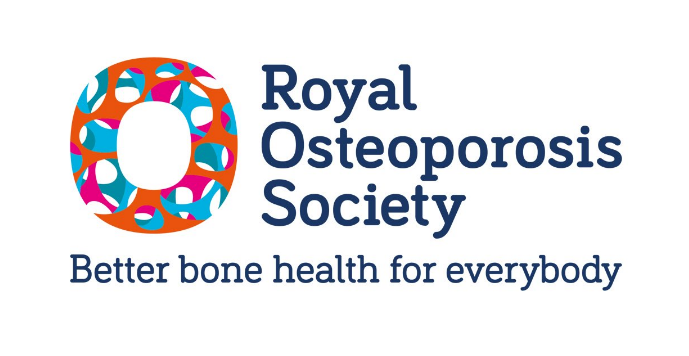 Royal
Osteoporosis
Society
Better bone health for everybody